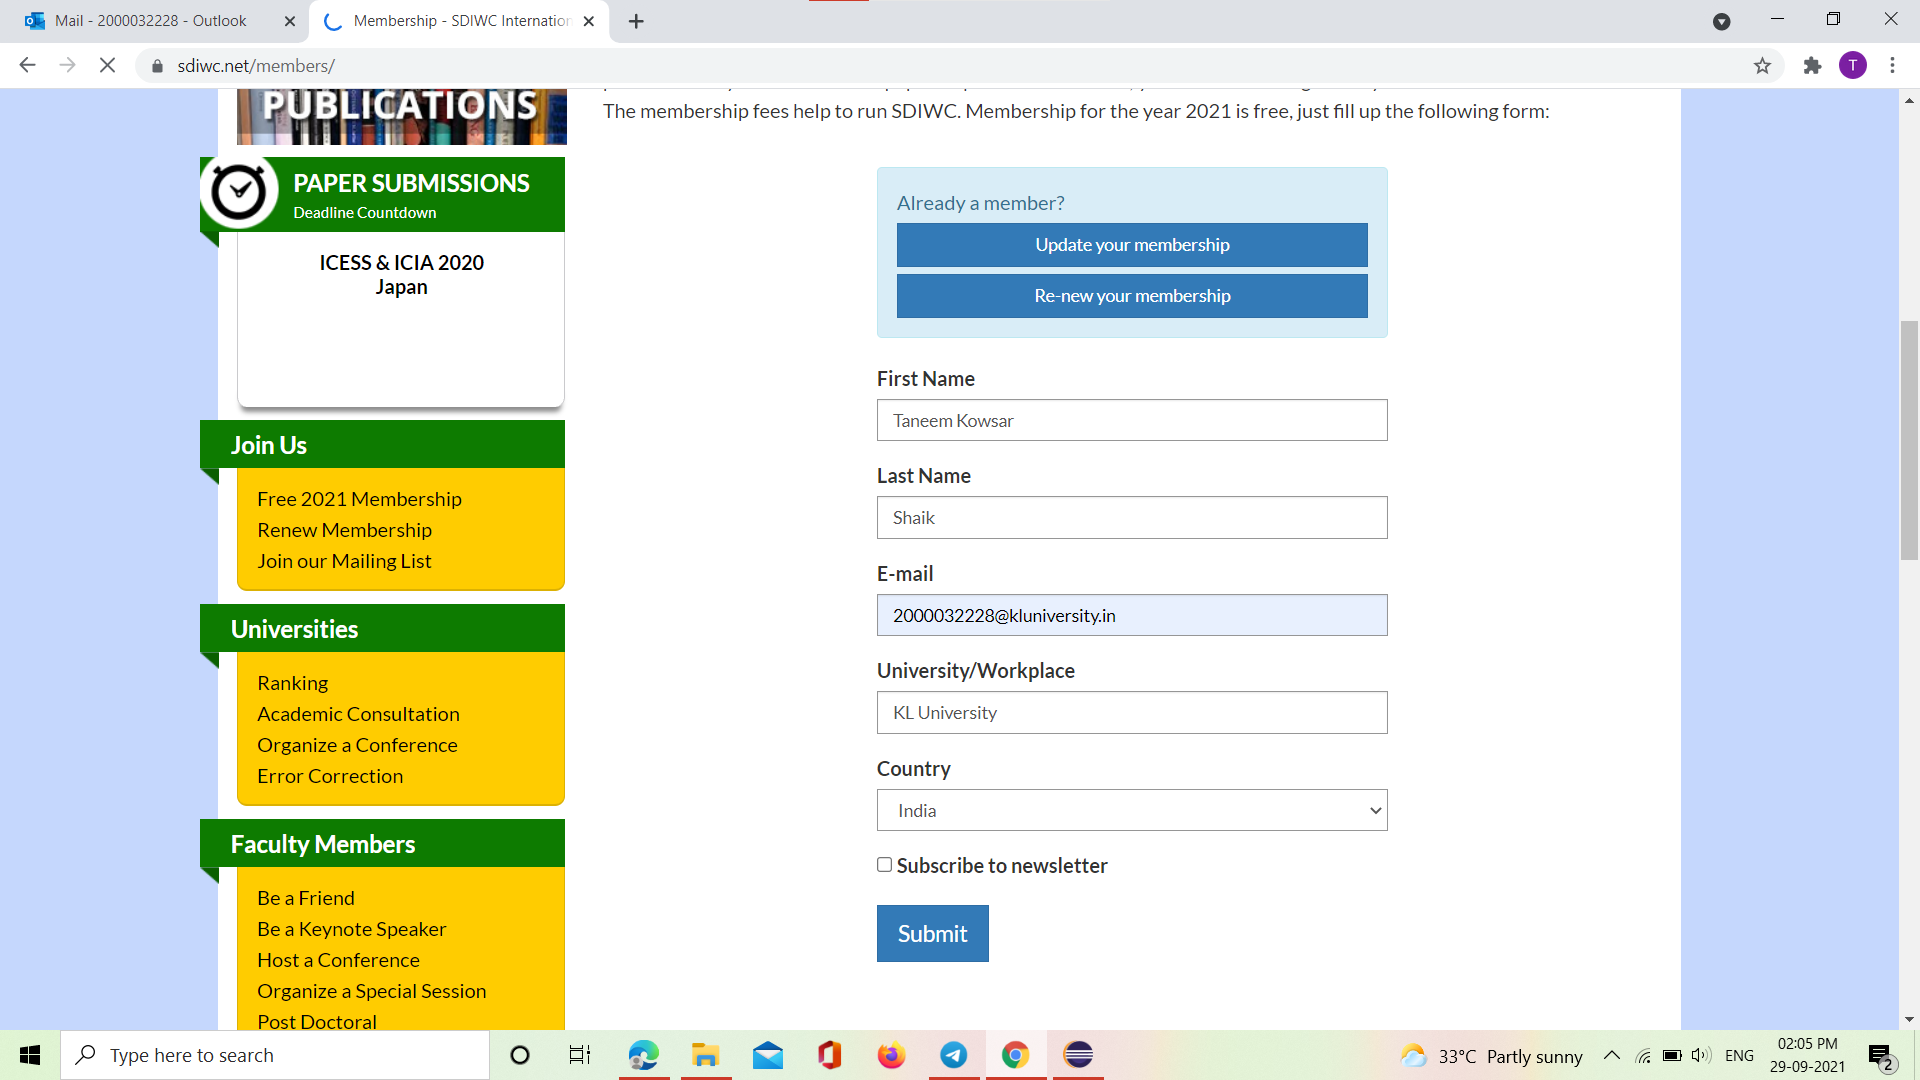 Mail - 2000032228 - Outlook
Membership - SDIWC Internation
sdiwc.net/members/
T
PUBLICATIONS
The membership fees help to run SDIWC. Membership for the year 2021 is free, just fill up the following form:
PAPER SUBMISSIONS
Deadline Countdown
ICESS & ICIA 2020
Japan
Join Us
Free 2021 Membership
Renew Membership
Join our Mailing List
Universities
Ranking
Academic Consultation
Organize a Conference
Error Correction
Faculty Members
Be a Friend
Be a Keynote Speaker
Host a Conference
Organize a Special Session
Post Doctoral
Already a member?
Update your membership
Re-new your membership
First Name
Taneem Kowsar
Last Name
Shaik
E-mail
2000032228@kluniversity.in
University/Workplace
KL University
Country
India
Subscribe to newsletter
Submit
Type here to search
33°C Partly sunny
ENG
02:05 PM
29-09-2021
2